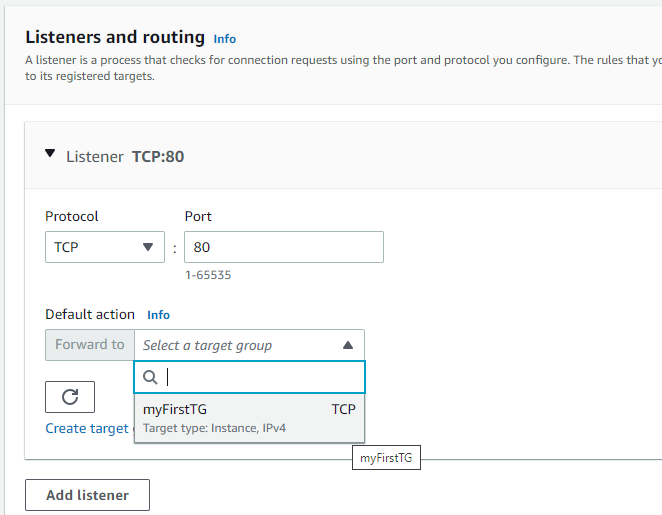 Listeners and routing Info
A listener is a process that checks for connection requests using the port and protocol you configure. The rules that
to its registered targets.
Listener TCP:80
Protocol Port
TCP : 80
1-65535
Default action Info
Forward to Select a target group
myFirstTG TCP
Target type: Instance, IPv4
Create target
myFirstTG
Add listener